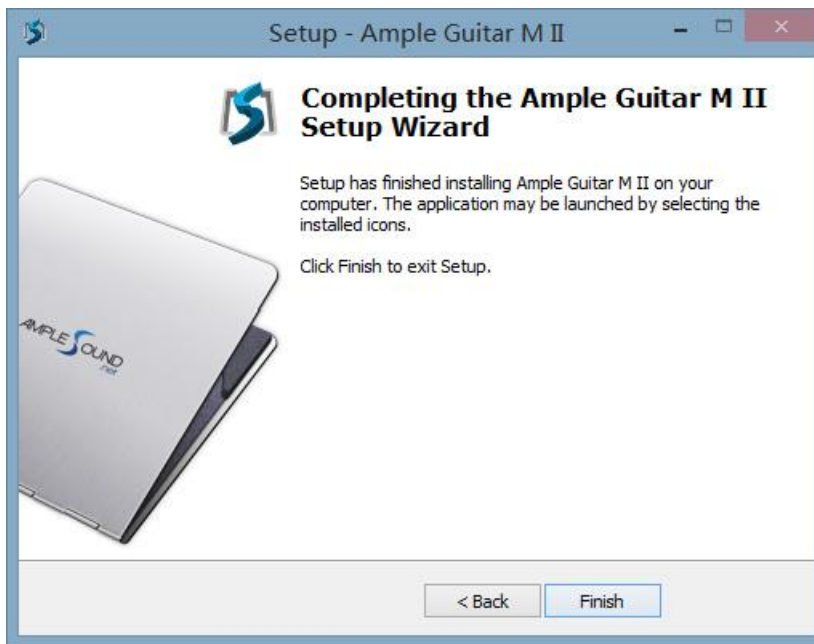 Setup - Ample Guitar M II
Completing the Ample Guitar M II
Setup Wizard
Setup has finished installing Ample Guitar M II on your
computer. The application may be launched by selecting the
installed icons.
Click Finish to exit Setup.
AMPLE SOUND
.net
< Back
Finish